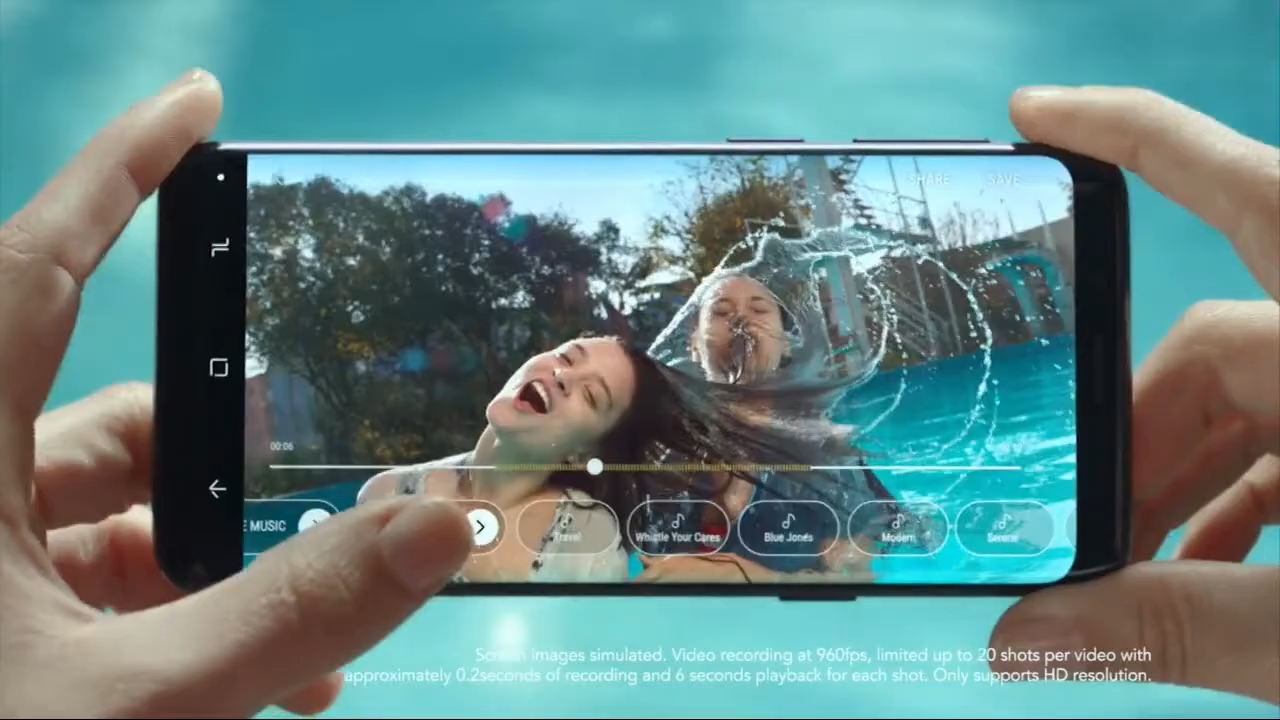 SHARE SAVE
00:06
E MUSIC
Travel
Whistle Your Cares
Blue Jones
Modern
Serene
Screen images simulated. Video recording at 960fps, limited up to 20 shots per video with
approximately 0.2seconds of recording and 6 seconds playback for each shot. Only supports HD resolution.